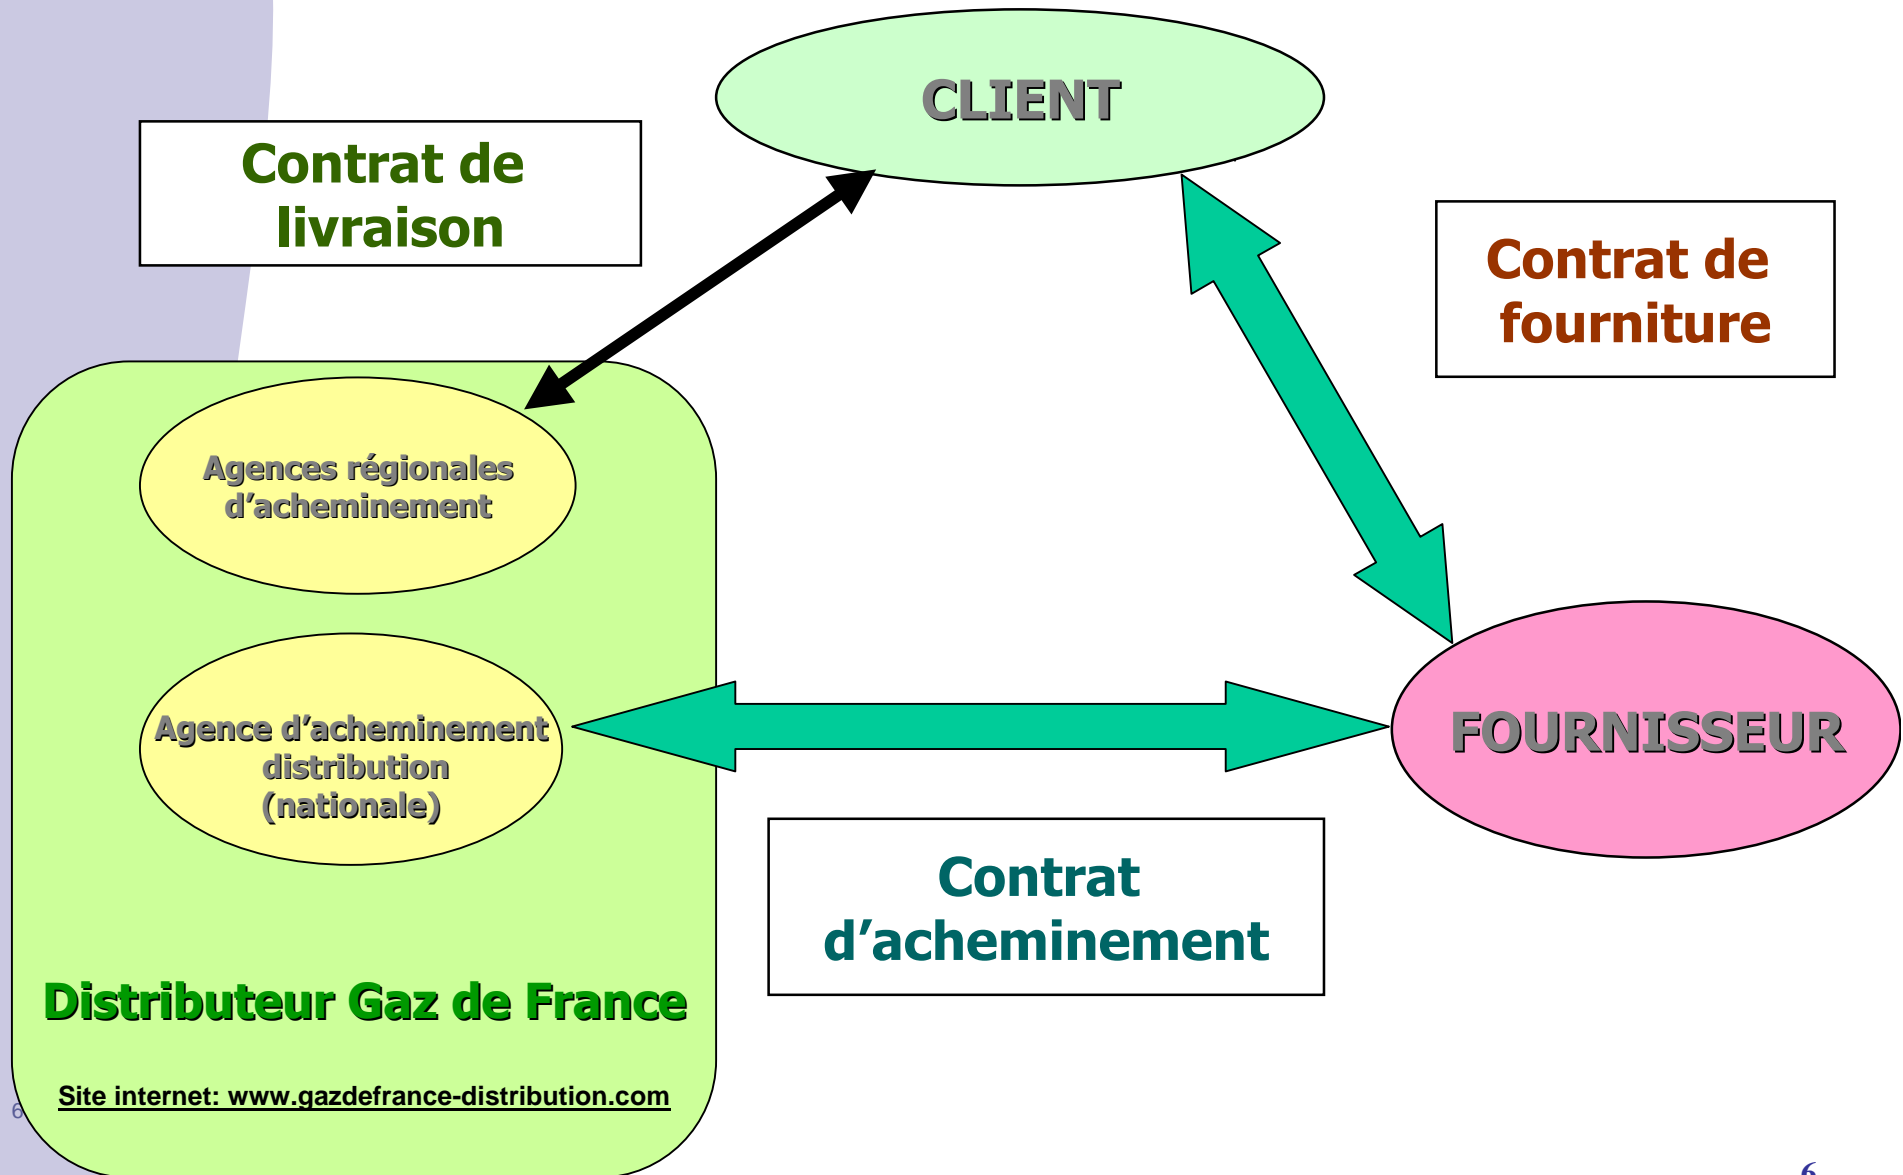 CLIENT
Contrat de
livraison
Contrat de
fourniture
Agences régionales
d’acheminement
Agence d’acheminement
distribution
(nationale)
FOURNISSEUR
Contrat
d’acheminement
Distributeur Gaz de France
Site internet: www.gazdefrance-distribution.com
6
6